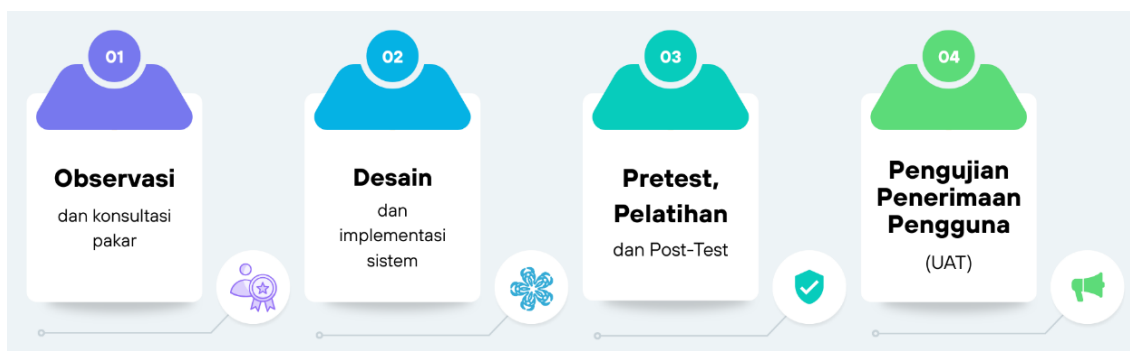 01
Observasi
dan konsultasi
pakar
02
Desain
dan
implementasi
sistem
03
Pretest,
Pelatihan
dan Post-Test
04
Pengujian
Penerimaan
Pengguna
(UAT)